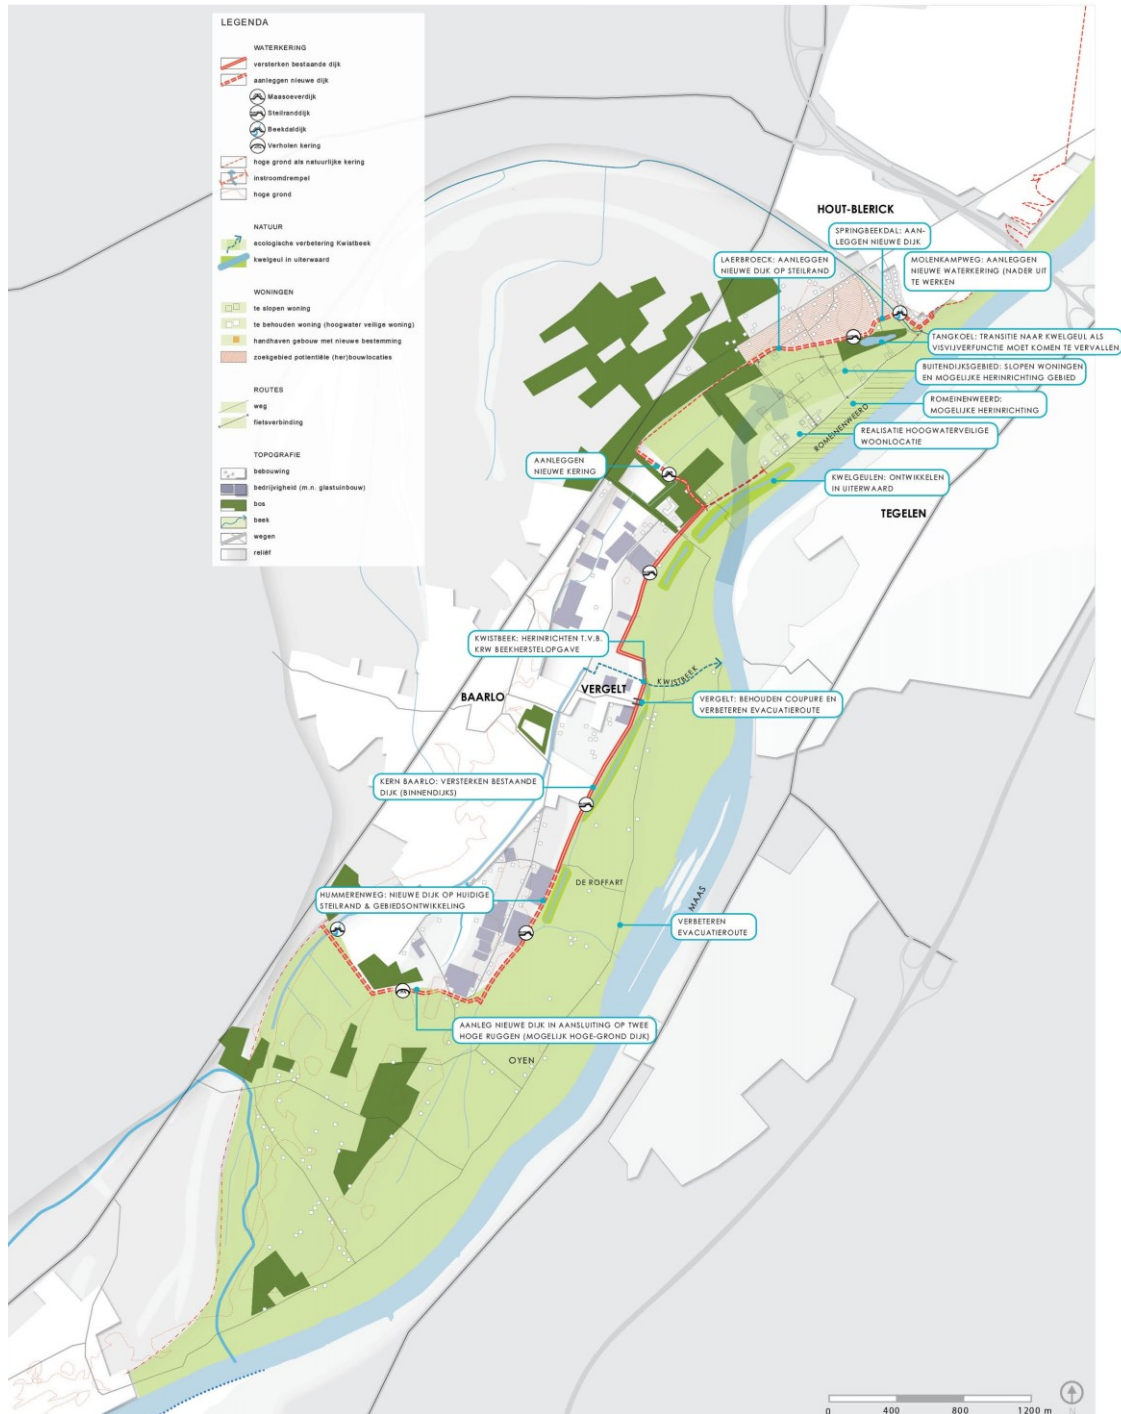 LEGENDA
WATERKERING
versterken bestaande dijk
aanleggen nieuwe dijk
Maasoeverdijk
Steilranddijk
Beekdaldijk
Verholen kering
hoge grond als natuurlijke kering
instroomdrempel
hoge grond
NATUUR
ecologische verbetering Kwistbeek
kwelgeul in uiterwaard
WONINGEN
te slopen woning
te behouden woning (hoogwater veilige woning)
handhaven gebouw met nieuwe bestemming
zoekgebied potentiële (her)bouwlocaties
ROUTES
weg
fietsverbinding
TOPOGRAFIE
bebouwing
bedrijvigheid (m.n. glastuinbouw)
bos
beek
wegen
reliëf
HOUT-BLERICK
SPRINGBEEKDAL: AAN-
LEGGEN NIEUWE DIJK
LAERBROECK: AANLEGGEN
NIEUWE DIJK OP STEILRAND
MOLENKAMPWEG: AANLEGGEN
NIEUWE WATERKERING (NADER UIT
TE WERKEN
TANGKOEL: TRANSITIE NAAR KWELGEUL ALS
VISVIJVERFUNCTIE MOET KOMEN TE VERVALLEN
BUITENDIJKSGEBIED: SLOPEN WONINGEN
EN MOGELIJKE HERINRICHTING GEBIED
ROMEINENWEERD:
MOGELIJKE HERINRICHTING
ROMEINENWEERD
REALISATIE HOOGWATERVEILIGE
WOONLOCATIE
AANLEGGEN
NIEUWE KERING
KWELGEULEN: ONTWIKKELEN
IN UITERWAARD
TEGELEN
KWISTBEEK: HERINRICHTEN T.V.B.
KRW BEEKHERSTELOPGAVE
KWISTBEEK
BAARLO
VERGELT
VERGELT: BEHOUDEN COUPURE EN
VERBETEREN EVACUATIEROUTE
KERN BAARLO: VERSTERKEN BESTAANDE
DIJK (BINNENDIJKS)
DE ROFFART
MAAS
HUMMERENWEG: NIEUWE DIJK OP HUIDIGE
STEILRAND & GEBIEDSONTWIKKELING
VERBETEREN
EVACUATIEROUTE
AANLEG NIEUWE DIJK IN AANSLUITING OP TWEE
HOGE RUGGEN (MOGELIJK HOGE-GROND DIJK)
OYEN
0 400 800 1200 m
N